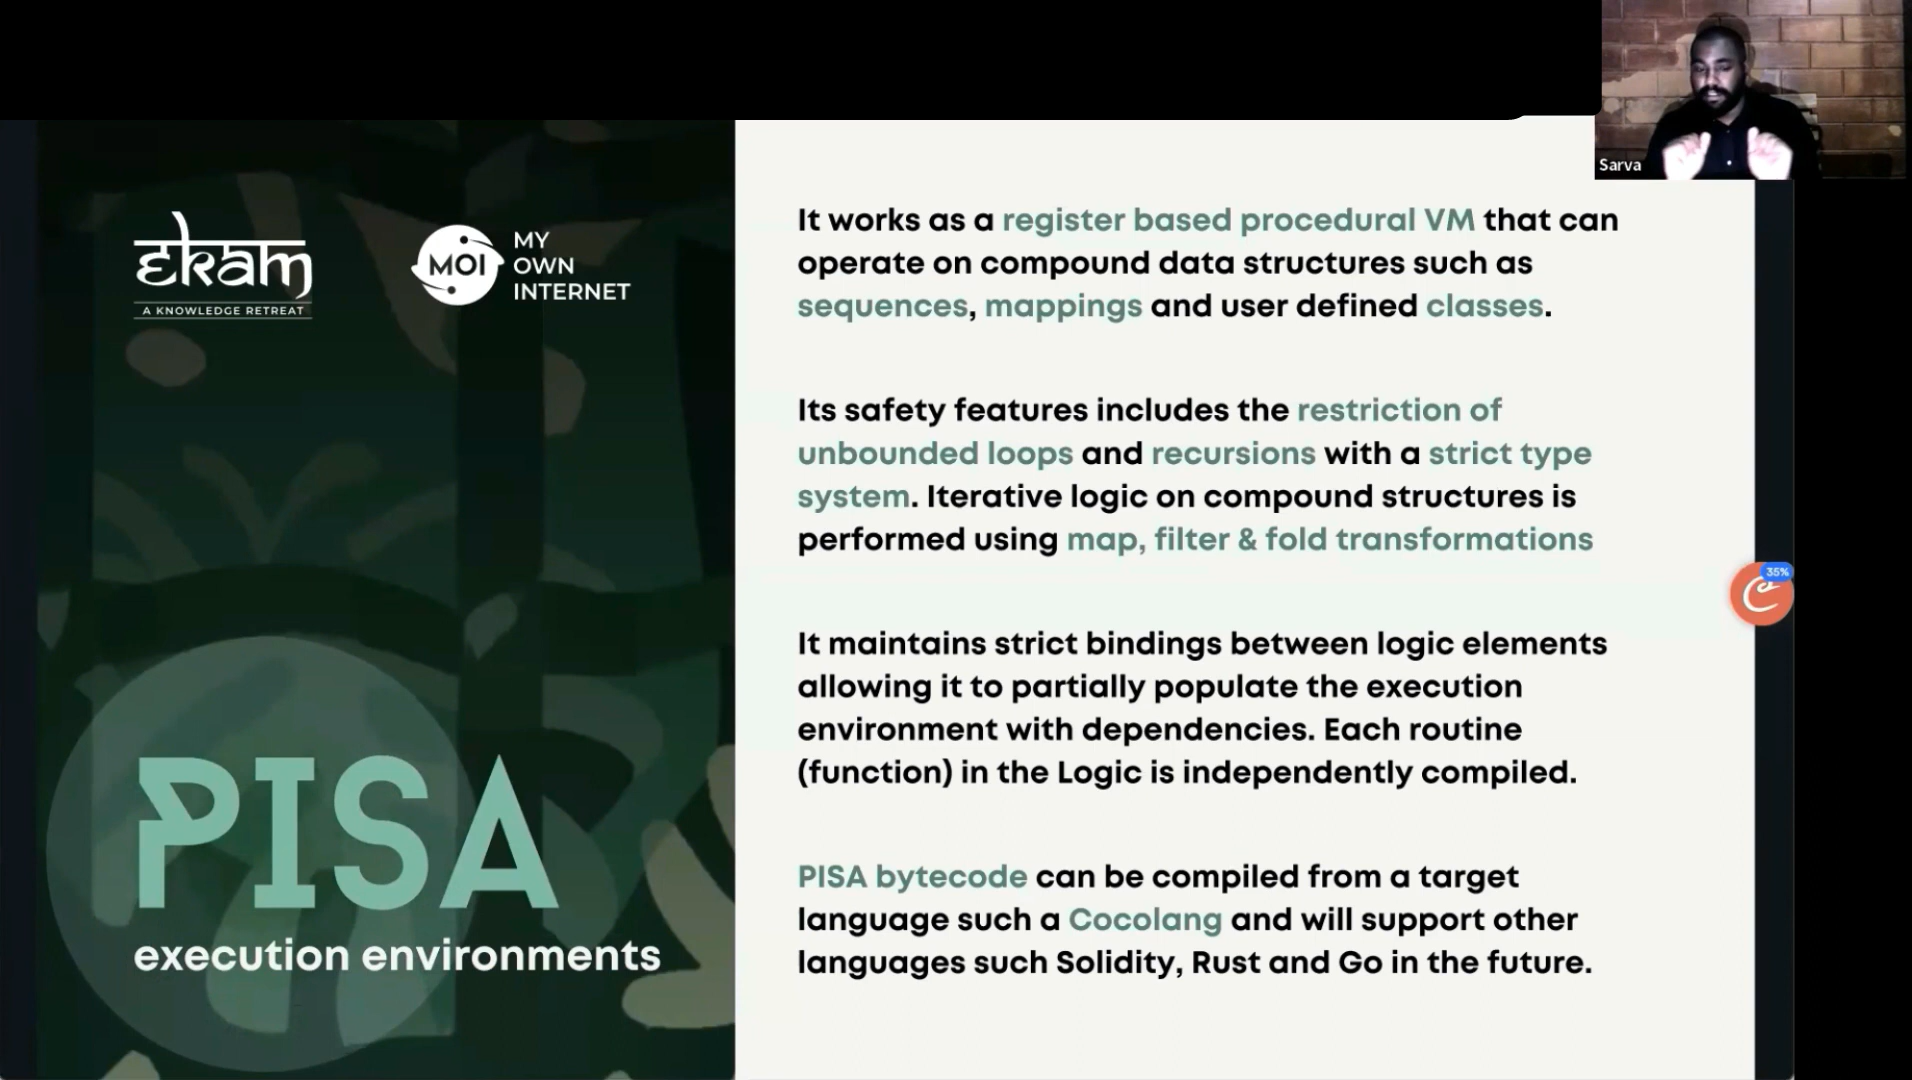 Sarva
ekam
A KNOWLEDGE RETREAT
MOI
MY
OWN
INTERNET
PISA
execution environments
It works as a register based procedural VM that can
operate on compound data structures such as
sequences, mappings and user defined classes.
Its safety features includes the restriction of
unbounded loops and recursions with a strict type
system. Iterative logic on compound structures is
performed using map, filter & fold transformations
It maintains strict bindings between logic elements
allowing it to partially populate the execution
environment with dependencies. Each routine
(function) in the Logic is independently compiled.
PISA bytecode can be compiled from a target
language such a Cocolang and will support other
languages such Solidity, Rust and Go in the future.
35%